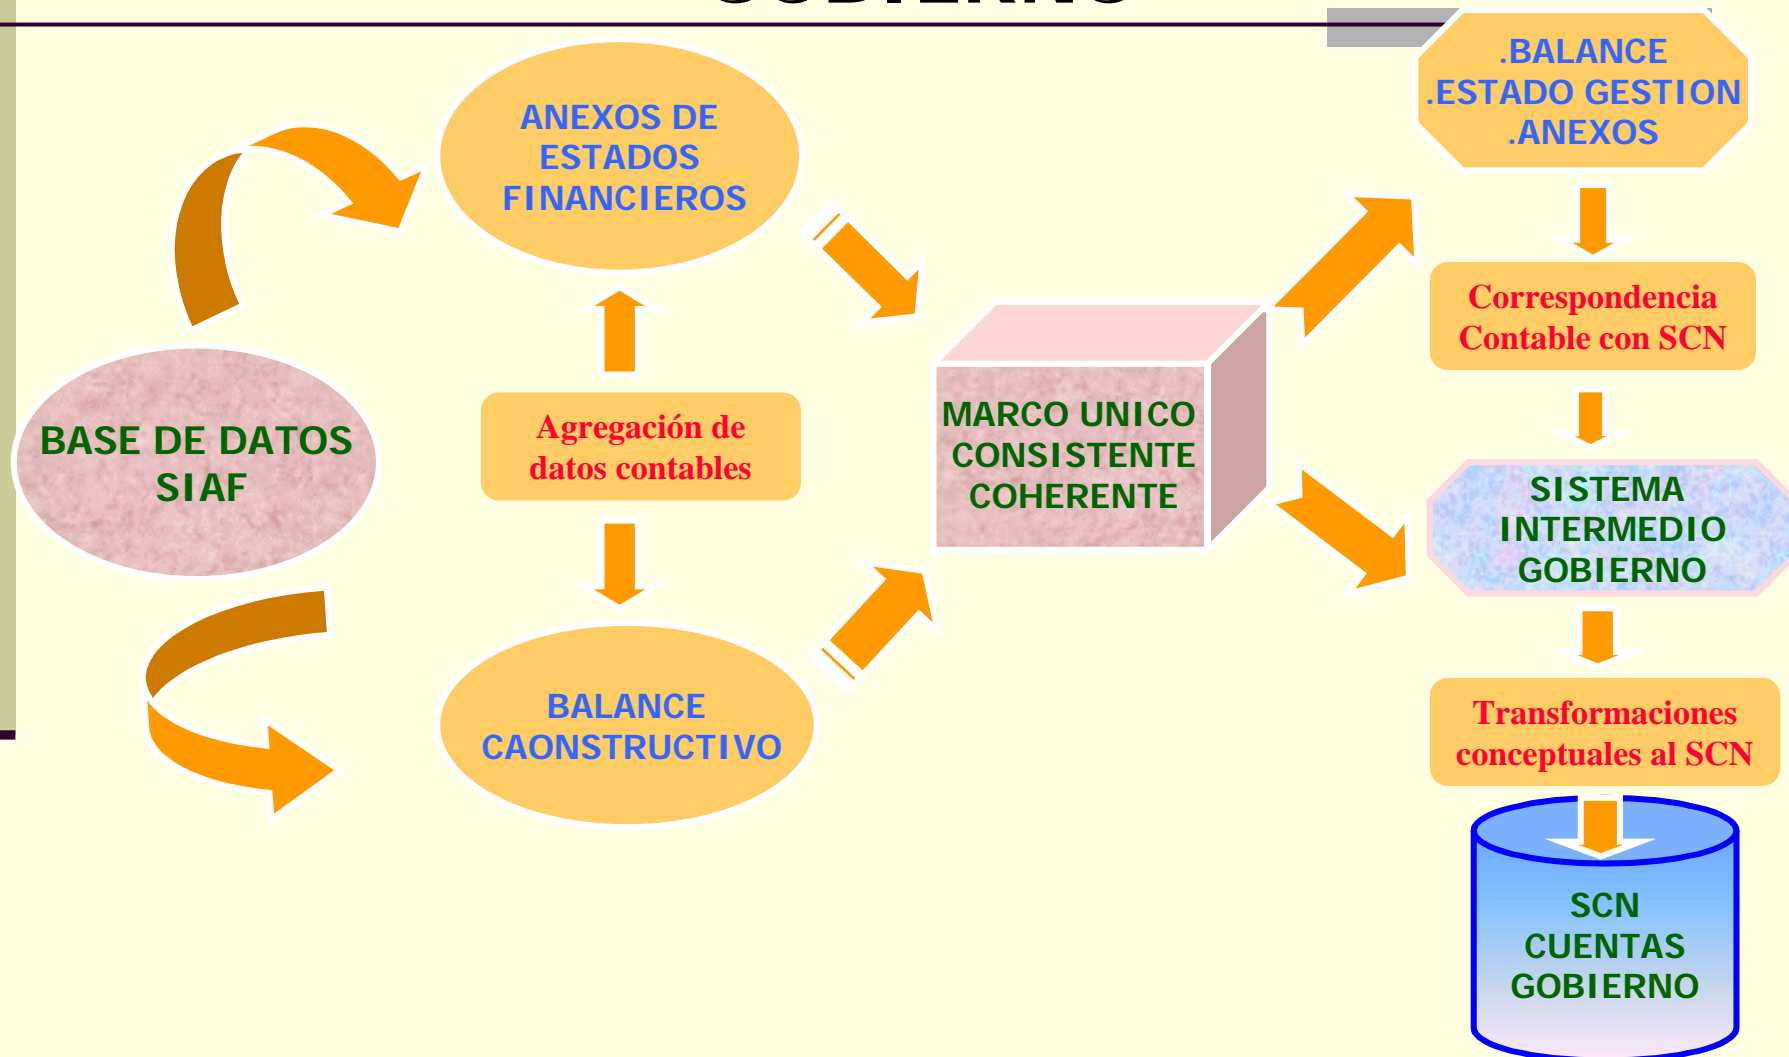 GOBIERNO
ANEXOS DE
ESTADOS
FINANCIEROS
.BALANCE
.ESTADO GESTION
.ANEXOS
Correspondencia
Contable con SCN
BASE DE DATOS
SIAF
Agregación de
datos contables
MARCO UNICO
CONSISTENTE
COHERENTE
SISTEMA
INTERMEDIO
GOBIERNO
BALANCE
CAONSTRUCTIVO
Transformaciones
conceptuales al SCN
SCN
CUENTAS
GOBIERNO